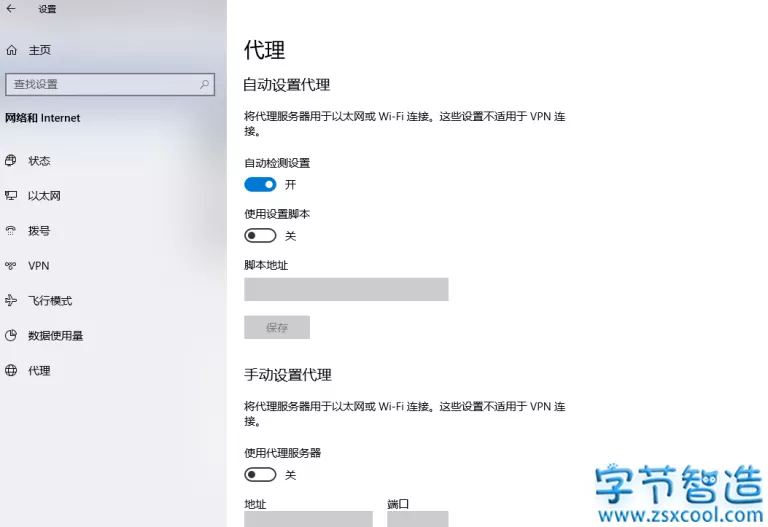 设置
主页
查找设置
网络和 Internet
状态
以太网
拨号
VPN
飞行模式
数据使用量
代理
代理
自动设置代理
将代理服务器用于以太网或 Wi-Fi 连接。这些设置不适用于 VPN 连
接。
自动检测设置
开
使用设置脚本
关
脚本地址
保存
手动设置代理
将代理服务器用于以太网或 Wi-Fi 连接。这些设置不适用于 VPN 连
接。
使用代理服务器
关
地址 端口
字节智造
www.zsxcool.com